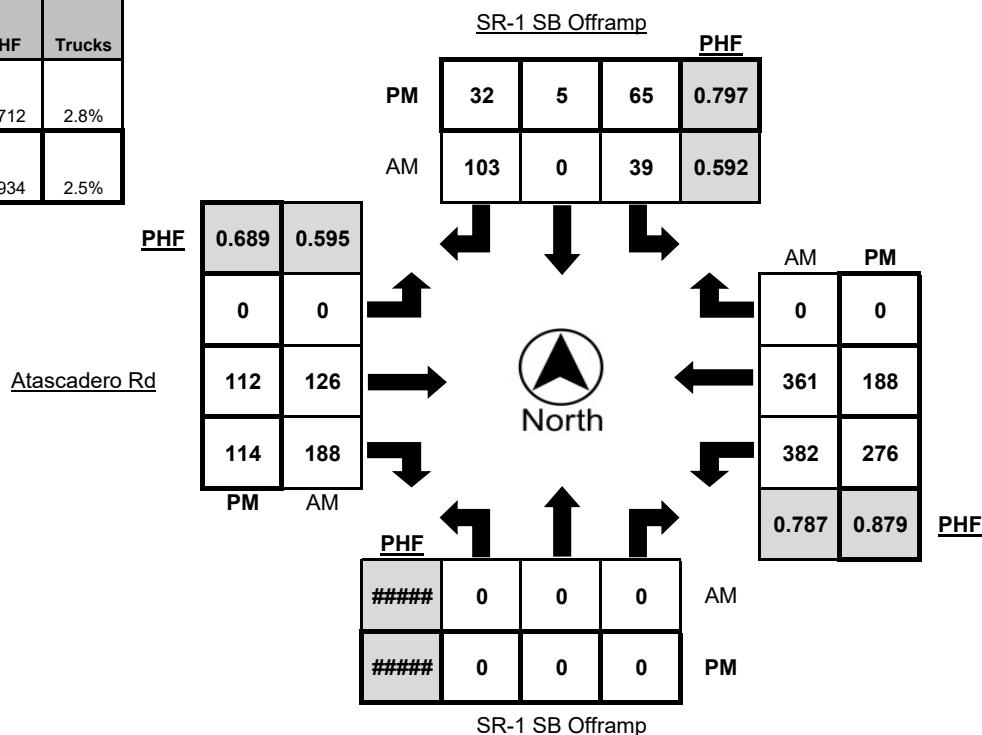 SR-1 SB Offramp
PHF
HF Trucks
PM 32 5 65 0.797
712 2.8%
AM 103 0 39 0.592
934 2.5%
PHF 0.689 0.595
AM PM
0 0
0 0
Atascadero Rd 112 126
361 188
North
114 188
382 276
PM AM
0.787 0.879 PHF
PHF
##### 0 0 0 AM
##### 0 0 0 PM
SR-1 SB Offramp